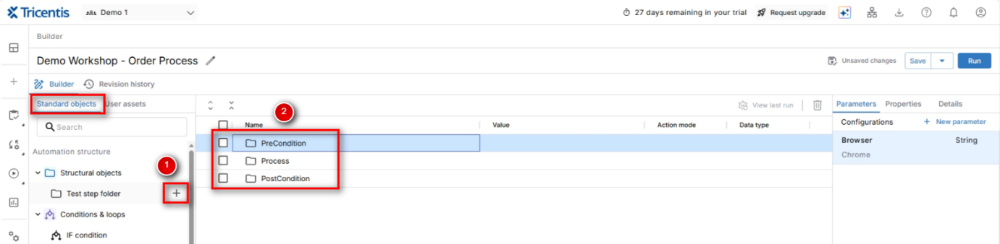 Tricentis Demo 1 27 days remaining in your trial Request upgrade
Builder
Demo Workshop - Order Process Unsaved changes Save Run
Builder Revision history
Standard objects User assets View last run Parameters Properties Details
2
Search Name Value Action mode Data type Configurations + New parameter
PreCondition Browser String
Automation structure Chrome
1
Process
Structural objects PostCondition
Test step folder +
Conditions & loops
IF condition